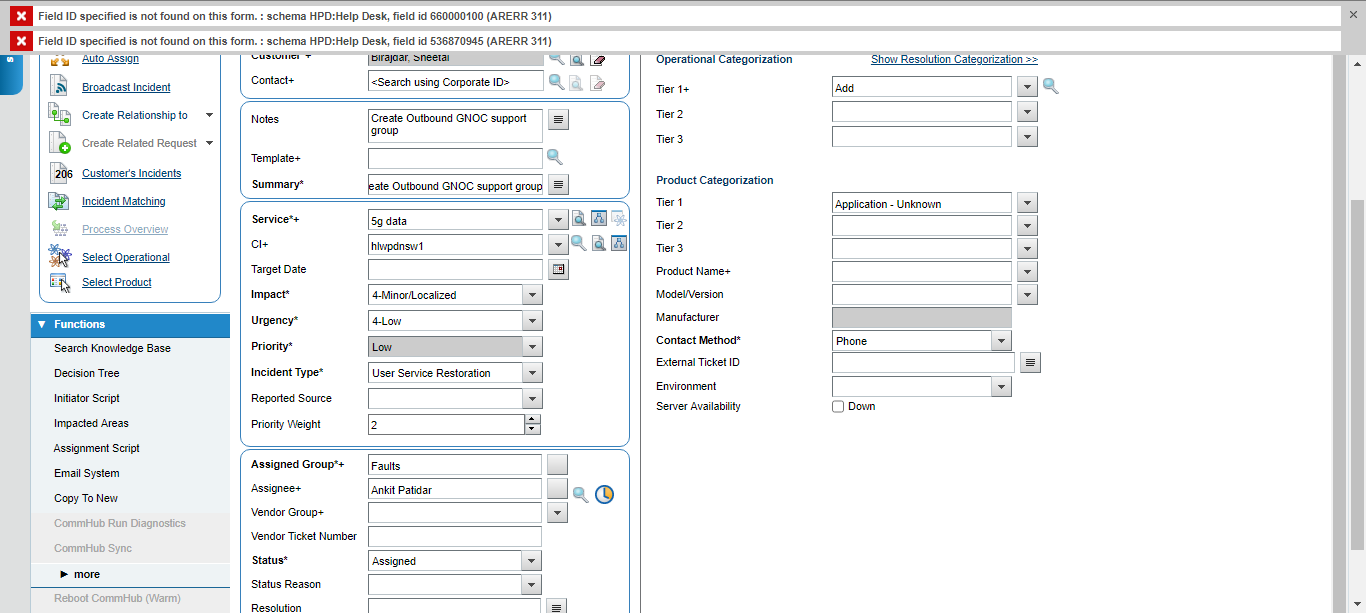 Field ID specified is not found on this form. : schema HPD:Help Desk, field id 660000100 (ARERR 311)
Field ID specified is not found on this form. : schema HPD:Help Desk, field id 536870945 (ARERR 311)
Auto Assign
Broadcast Incident
Create Relationship to
Create Related Request
206 Customer's Incidents
Incident Matching
Process Overview
Select Operational
Select Product
Functions
Search Knowledge Base
Decision Tree
Initiator Script
Impacted Areas
Assignment Script
Email System
Copy To New
CommHub Run Diagnostics
CommHub Sync
more
Reboot CommHub (Warm)
Customer*+ Birajdar, Sheetal
Contact+ <Search using Corporate ID>
Notes Create Outbound GNOC support
group
Template+
Summary* eate Outbound GNOC support group
Service*+ 5g data
CI+ hlwpdnsw1
Target Date
Impact* 4-Minor/Localized
Urgency* 4-Low
Priority* Low
Incident Type* User Service Restoration
Reported Source
Priority Weight 2
Assigned Group*+ Faults
Assignee+ Ankit Patidar
Vendor Group+
Vendor Ticket Number
Status* Assigned
Status Reason
Resolution
Operational Categorization Show Resolution Categorization >>
Tier 1+ Add
Tier 2
Tier 3
Product Categorization
Tier 1 Application - Unknown
Tier 2
Tier 3
Product Name+
Model/Version
Manufacturer
Contact Method* Phone
External Ticket ID
Environment
Server Availability Down